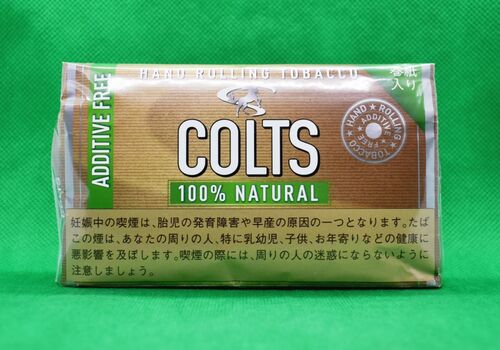 HAND ROLLING TOBACCO
巻紙
入り
ADDITIVE FREE
COLTS
100% NATURAL
HAND ★ ROLLING ★ TOBACCO ★
ADDITIVE FREE
妊娠中の喫煙は、胎児の発育障害や早産の原因の一つとなります。たば
この煙は、あなたの周りの人、特に乳幼児、子供、お年寄りなどの健康に
悪影響を及ぼします。喫煙の際には、周りの人の迷惑にならないように
注意しましょう。